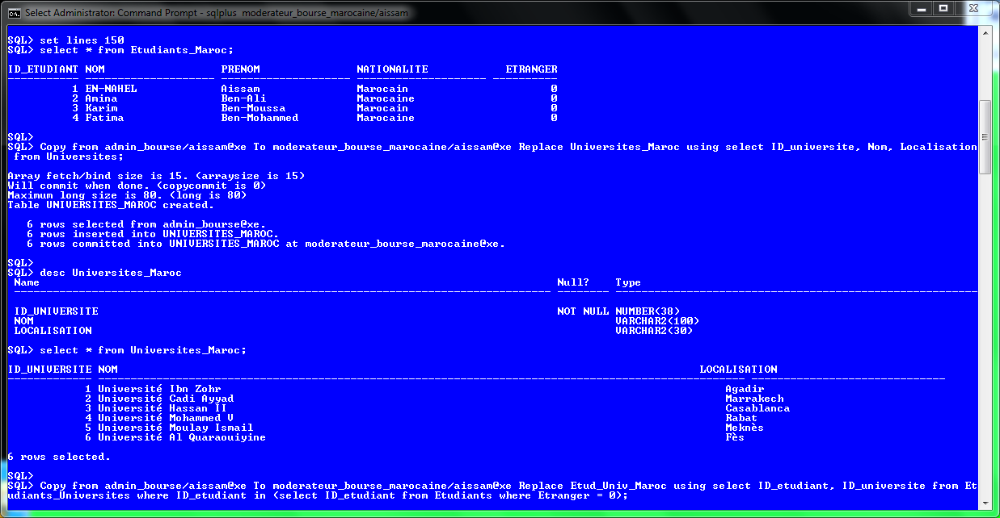 Select Administrator: Command Prompt - sqlplus moderateur_bourse_marocaine/aissam
SQL> set lines 150
SQL> select * from Etudiants_Maroc;
ID_ETUDIANT NOM PRENOM NATIONALITE ETRANGER
1 EN-NAHEL Aissam Marocain 0
2 Amina Ben-Ali Marocaine 0
3 Karim Ben-Moussa Marocain 0
4 Fatima Ben-Mohammed Marocaine 0
SQL>
SQL> Copy from admin_bourse/aissam@xe To moderateur_bourse_marocaine/aissam@xe Replace Universites_Maroc using select ID_universite, Nom, Localisation
from Universites;
Array fetch/bind size is 15. (arraysize is 15)
Will commit when done. (copycommit is 0)
Maximum long size is 80. (long is 80)
Table UNIVERSITES_MAROC created.
6 rows selected from admin_bourse@xe.
6 rows inserted into UNIVERSITES_MAROC.
6 rows committed into UNIVERSITES_MAROC at moderateur_bourse_marocaine@xe.
SQL>
SQL> desc Universites_Maroc
Name Null? Type
ID_UNIVERSITE NOT NULL NUMBER(38)
NOM VARCHAR2(100)
LOCALISATION VARCHAR2(30)
SQL> select * from Universites_Maroc;
ID_UNIVERSITE NOM LOCALISATION
1 Université Ibn Zohr Agadir
2 Université Cadi Ayyad Marrakech
3 Université Hassan II Casablanca
4 Université Mohammed V Rabat
5 Université Moulay Ismail Meknès
6 Université Al Quaraouiyine Fès
6 rows selected.
SQL>
SQL> Copy from admin_bourse/aissam@xe To moderateur_bourse_marocaine/aissam@xe Replace Etud_Univ_Maroc using select ID_etudiant, ID_universite from Et
udiants_Universites where ID_etudiant in (select ID_etudiant from Etudiants where Etranger = 0);